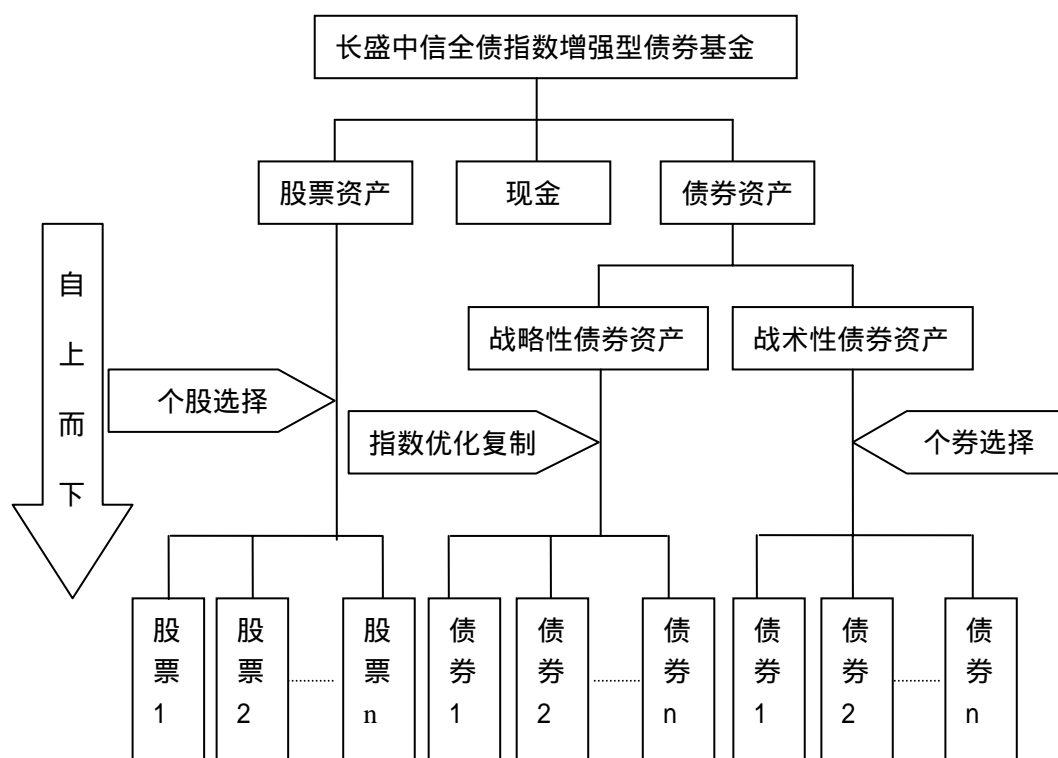 长盛中信全债指数增强型债券基金
股票资产
现金
债券资产
自上而下
战略性债券资产
战术性债券资产
个股选择
指数优化复制
个券选择
股票1
股票2
股票n
债券1
债券2
债券n
债券1
债券2
债券n